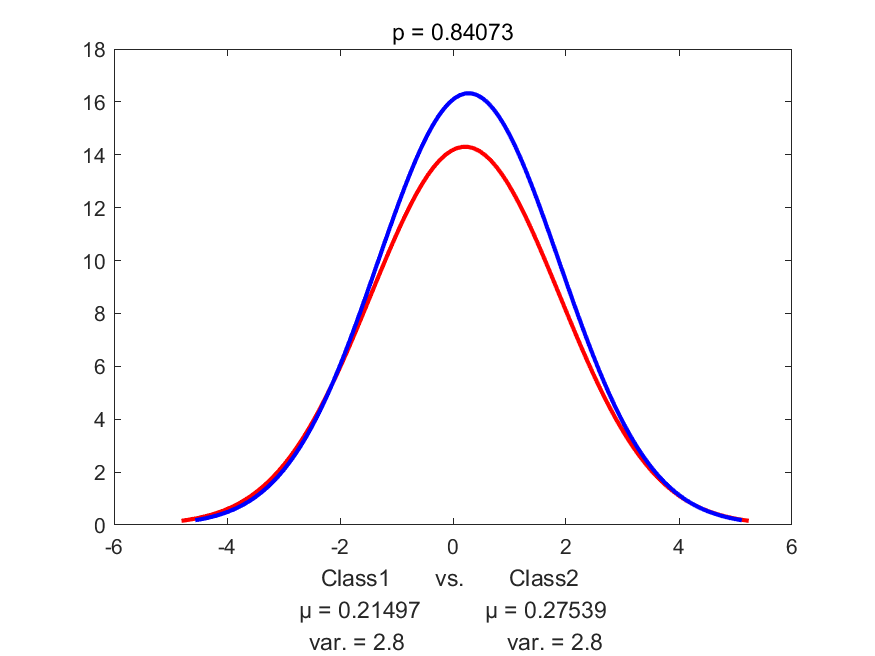 p = 0.84073
18
16
14
12
10
8
6
4
2
0
-6 -4 -2 0 2 4 6
Class1 vs. Class2
μ = 0.21497 μ = 0.27539
var. = 2.8 var. = 2.8